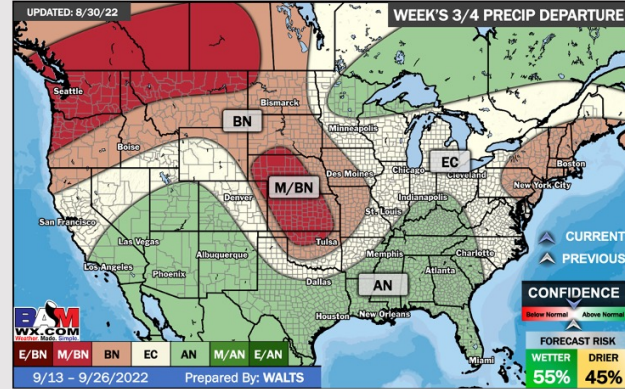 UPDATED: 8/30/22
WEEK'S 3/4 PRECIP DEPARTURE
Seattle
Bismarck
BN
Minneapolis
Boise
EC
Boston
Des Moines
Chicago
Cleveland
M/BN
New York City
Denver
Indianapolis
San Francisco
St. Louis
Las Vegas
Tulsa
Los Angeles
Albuquerque
Memphis
Charlotte
Phoenix
Atlanta
Dallas
AN
Houston
New Orleans
Miami
CURRENT
PREVIOUS
CONFIDENCE
Below Normal
Above Normal
FORECAST RISK
WETTER
DRIER
55%
45%
BAM
WX.COM
Weather. Made. Simple.
E/BN M/BN BN EC AN M/AN E/AN
9/13 – 9/26/2022
Prepared By: WALTS